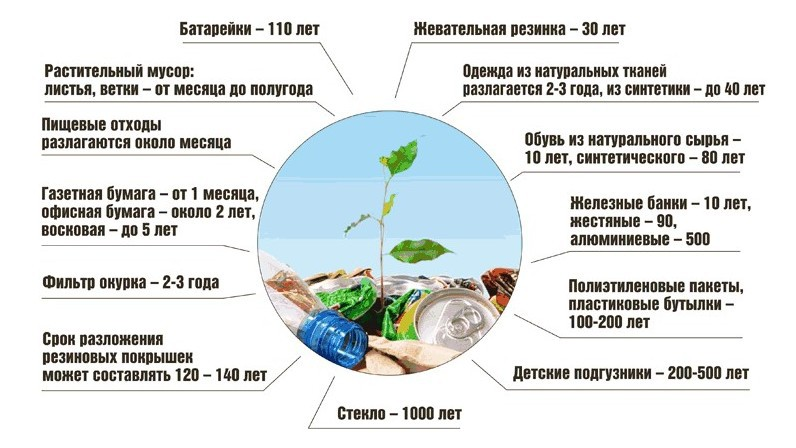 Батарейки – 110 лет
Жевательная резинка – 30 лет
Растительный мусор:
листья, ветки – от месяца до полугода
Одежда из натуральных тканей
разлагается 2-3 года, из синтетики – до 40 лет
Пищевые отходы
разлагаются около месяца
Обувь из натурального сырья –
10 лет, синтетического – 80 лет
Газетная бумага – от 1 месяца,
офисная бумага – около 2 лет,
восковая – до 5 лет
Железные банки – 10 лет,
жестяные – 90,
алюминиевые – 500
Фильтр окурка – 2-3 года
Полиэтиленовые пакеты,
пластиковые бутылки –
100-200 лет
Срок разложения
резиновых покрышек
может составлять 120 – 140 лет
Детские подгузники – 200-500 лет
Стекло – 1000 лет